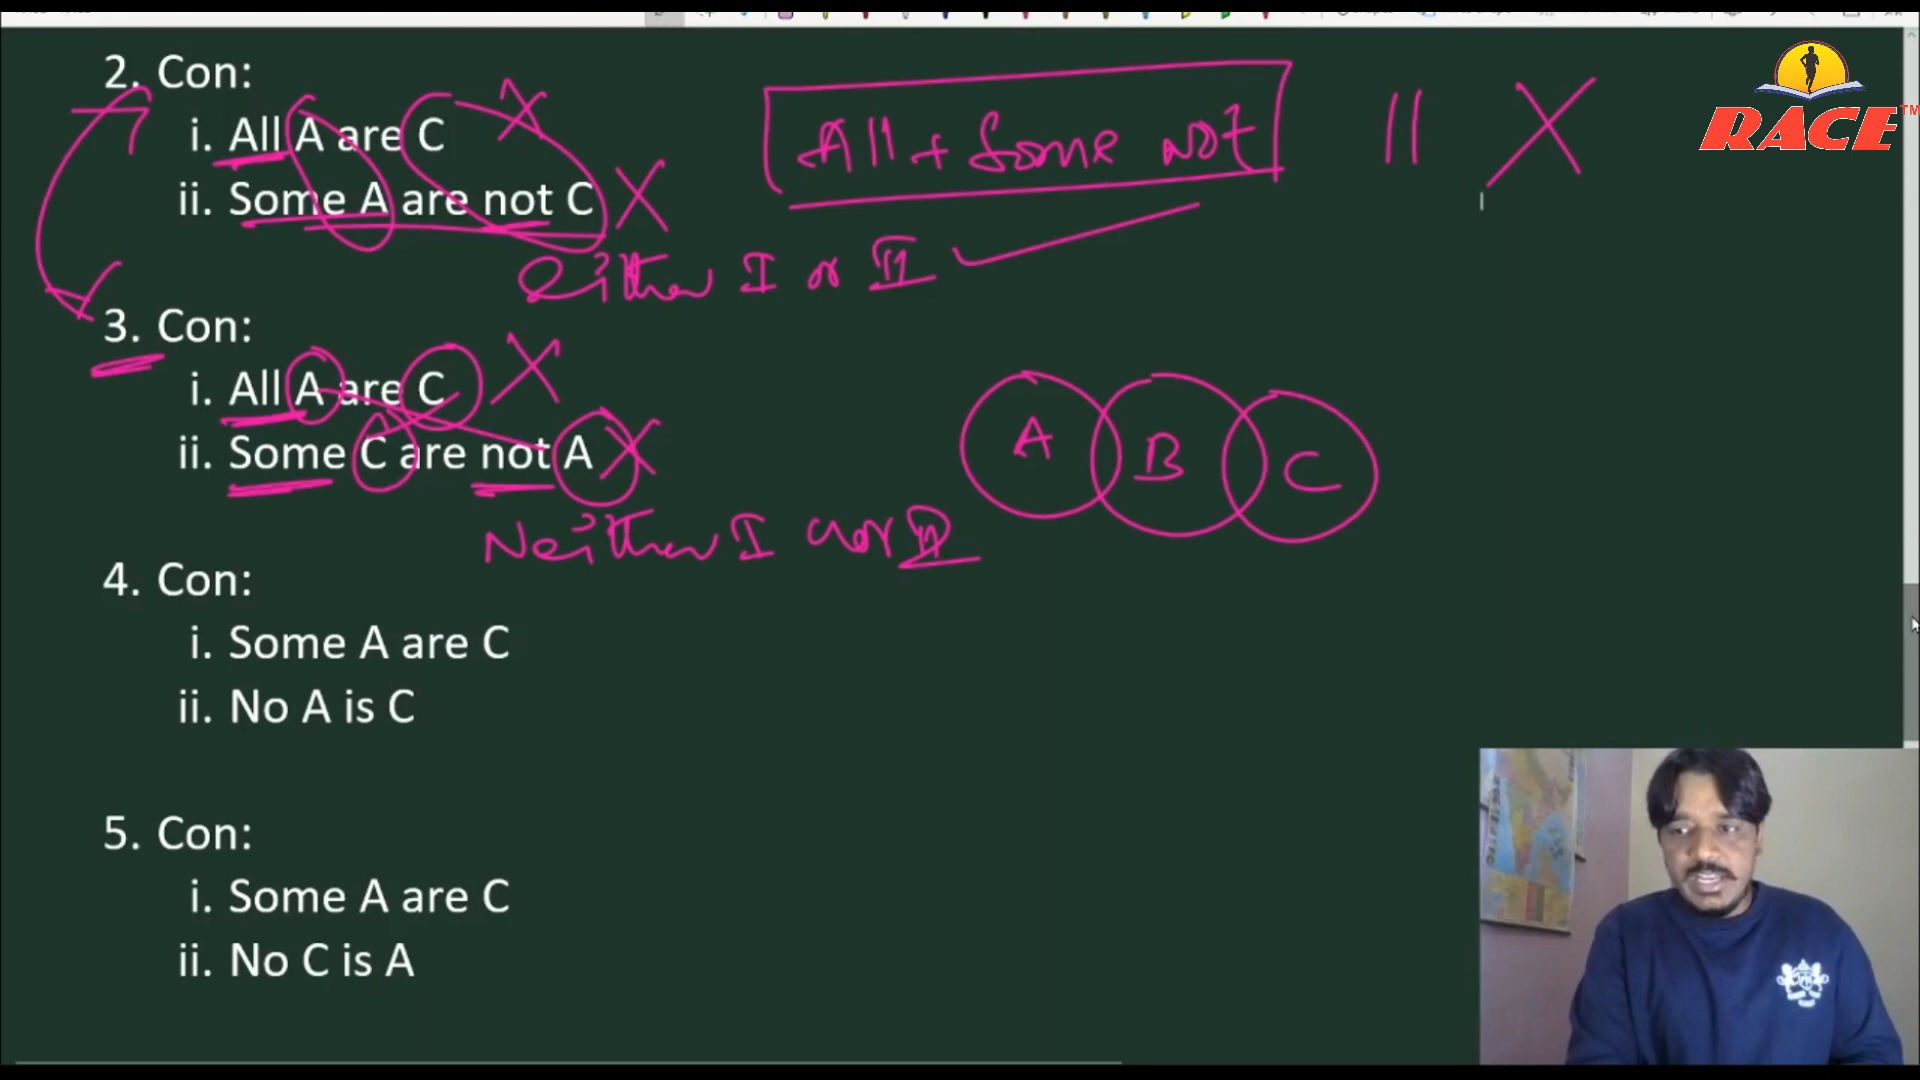 2. Con:
i. All A are C
ii. Some A are not C
All + Some not
either I or II
3. Con:
i. All A are C
ii. Some C are not A
Neither I nor II
A B C
4. Con:
i. Some A are C
ii. No A is C
5. Con:
i. Some A are C
ii. No C is A
RACE™